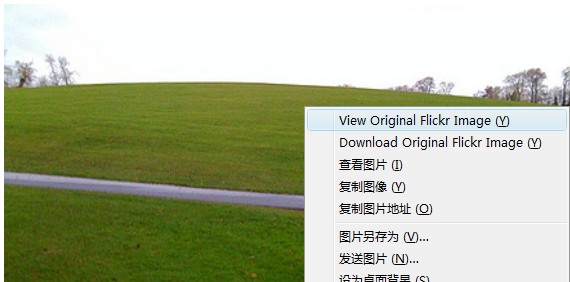 View Original Flickr Image (Y)
Download Original Flickr Image (Y)
查看图片 (I)
复制图像 (Y)
复制图片地址 (O)
图片另存为 (V)...
发送图片 (N)...
设为桌面背景 (S)